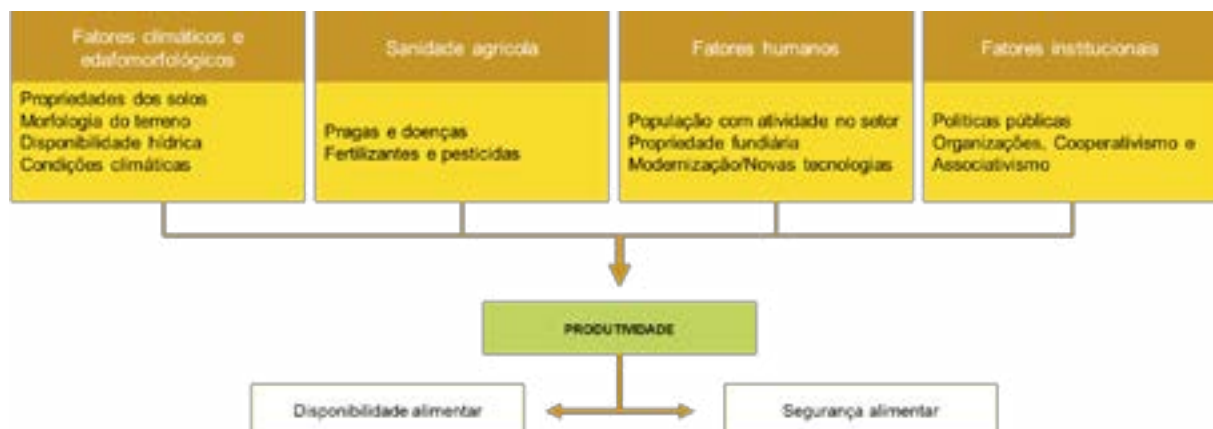 Fatores climáticos e
edafomorfológicos
Propriedades dos solos
Morfologia do terreno
Disponibilidade hídrica
Condições climáticas
Sanidade agrícola
Pragas e doenças
Fertilizantes e pesticidas
Fatores humanos
População com atividade no setor
Propriedade fundiária
Modernização/Novas tecnologias
Fatores institucionais
Políticas públicas
Organizações, Cooperativismo e
Associativismo
PRODUTIVIDADE
Disponibilidade alimentar
Segurança alimentar